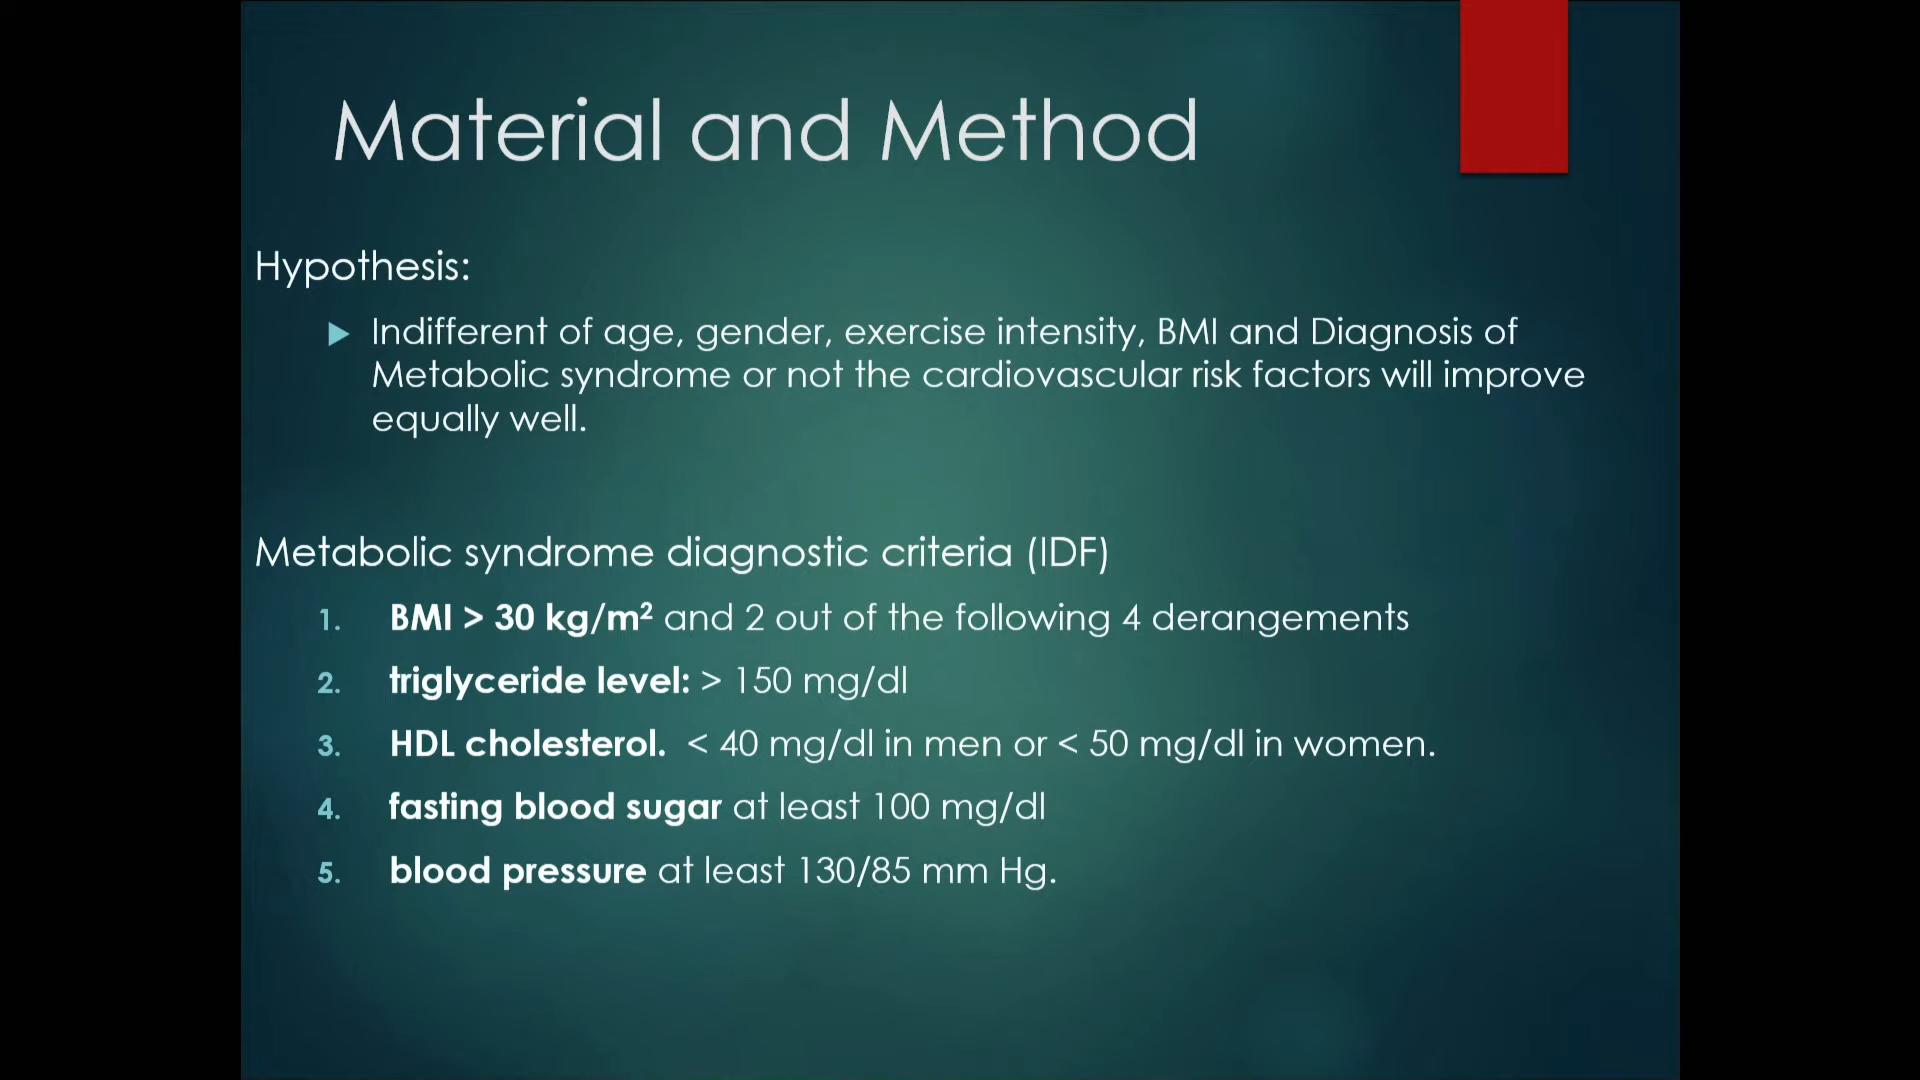 Material and Method
Hypothesis:
Indifferent of age, gender, exercise intensity, BMI and Diagnosis of
Metabolic syndrome or not the cardiovascular risk factors will improve
equally well.
Metabolic syndrome diagnostic criteria (IDF)
1. BMI > 30 kg/m² and 2 out of the following 4 derangements
2. triglyceride level: > 150 mg/dl
3. HDL cholesterol. < 40 mg/dl in men or < 50 mg/dl in women.
4. fasting blood sugar at least 100 mg/dl
5. blood pressure at least 130/85 mm Hg.